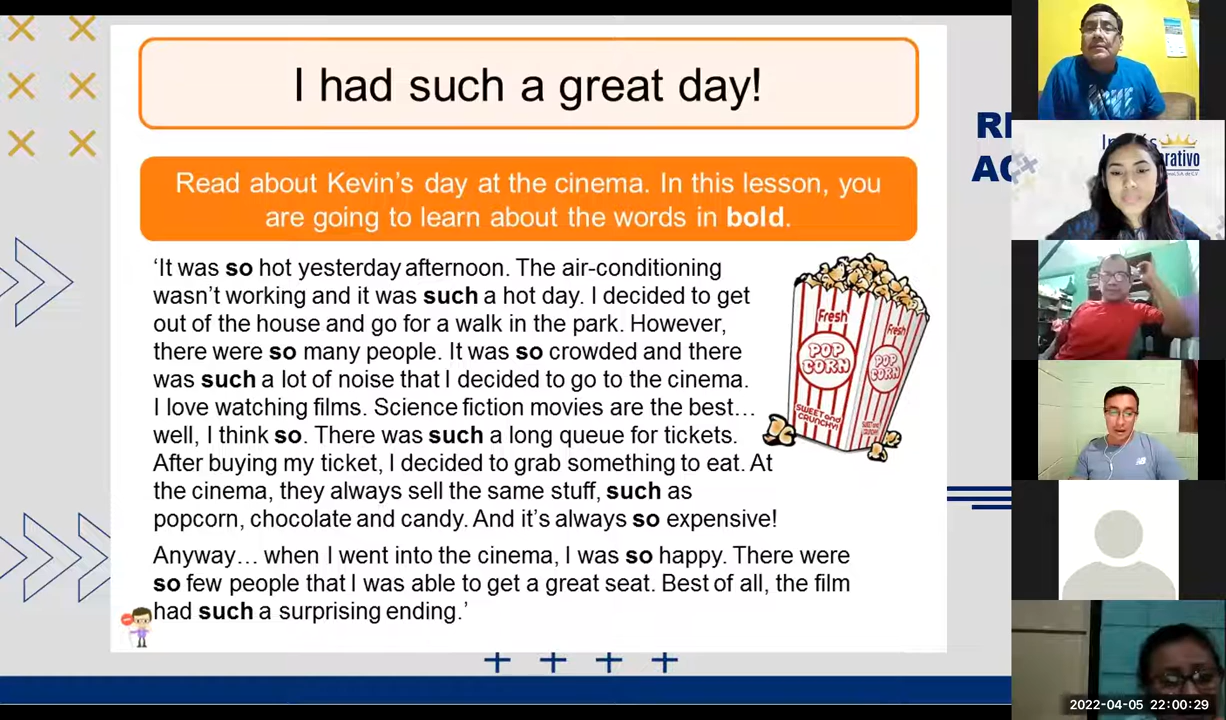 I had such a great day!
Read about Kevin's day at the cinema. In this lesson, you
are going to learn about the words in bold.
‘It was so hot yesterday afternoon. The air-conditioning
wasn’t working and it was such a hot day. I decided to get
out of the house and go for a walk in the park. However,
there were so many people. It was so crowded and there
was such a lot of noise that I decided to go to the cinema.
I love watching films. Science fiction movies are the best…
well, I think so. There was such a long queue for tickets.
After buying my ticket, I decided to grab something to eat. At
the cinema, they always sell the same stuff, such as
popcorn, chocolate and candy. And it’s always so expensive!
Anyway… when I went into the cinema, I was so happy. There were
so few people that I was able to get a great seat. Best of all, the film
had such a surprising ending.’
Fresh
POP
CORN
SWEET and
CRUNCHY!
Fresh
POP
CORN
2022-04-05 22:00:29